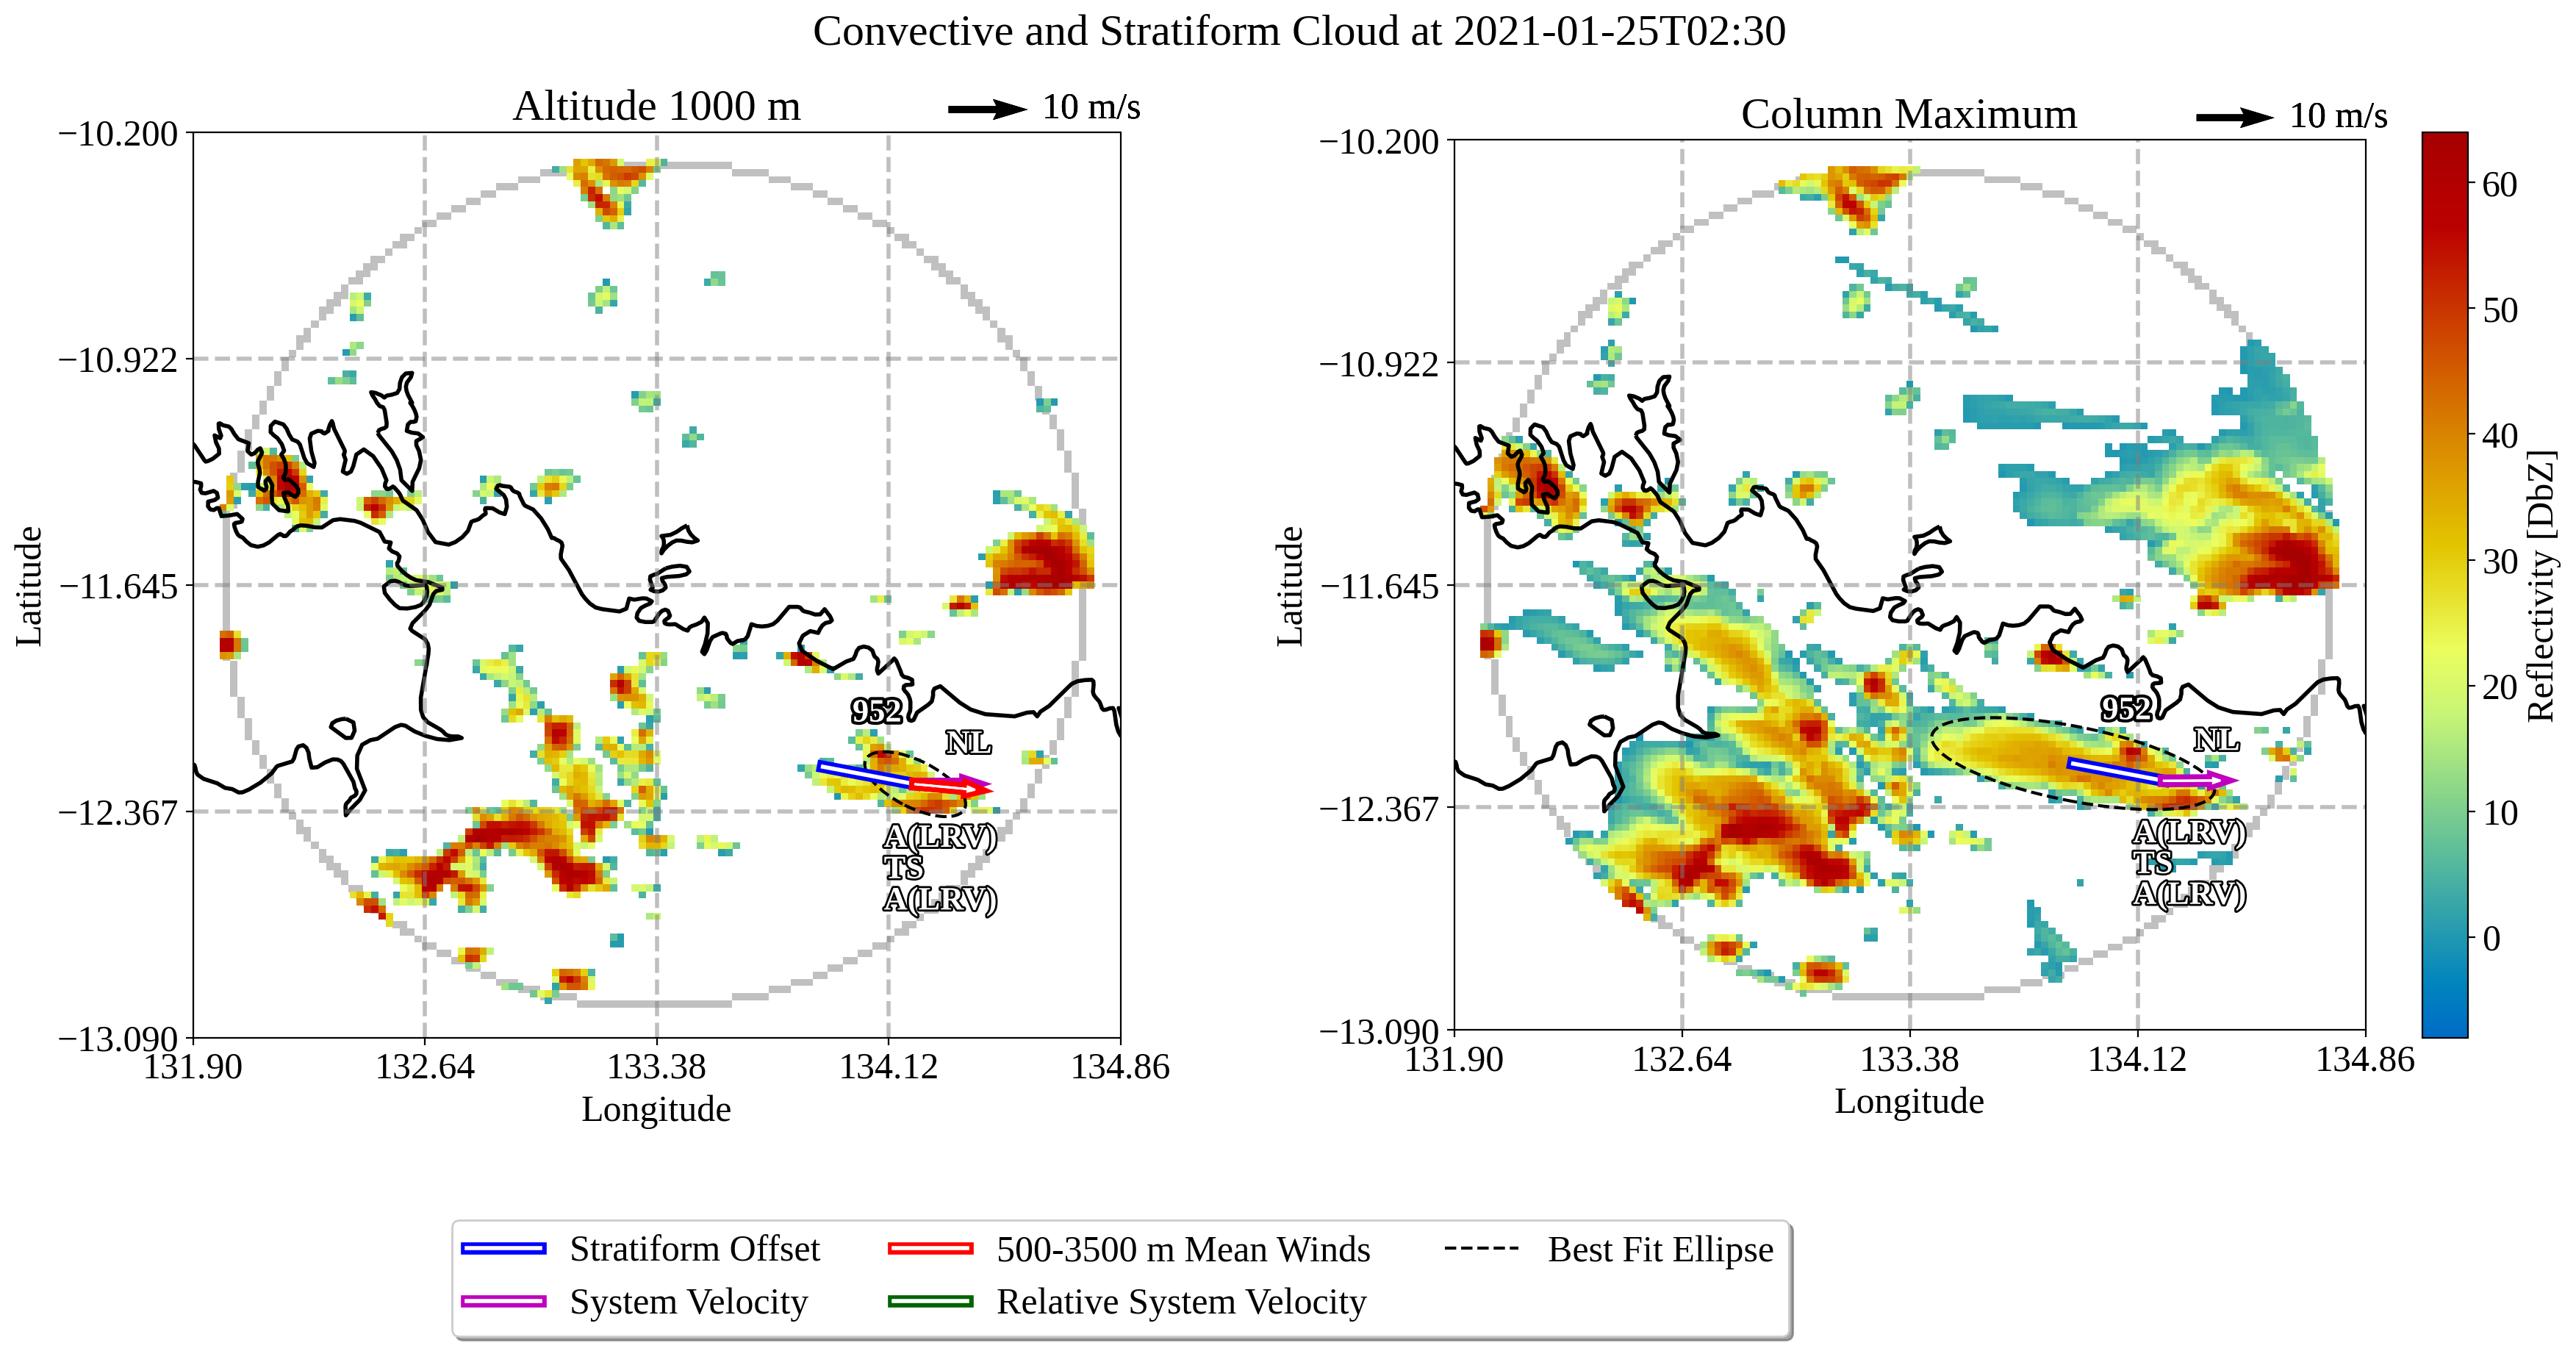 Convective and Stratiform Cloud at 2021-01-25T02:30
Altitude 1000 m
10 m/s
−10.200
−10.922
−11.645
−12.367
−13.090
131.90
132.64
133.38
134.12
134.86
Latitude
Longitude
952
NL
A(LRV)
TS
A(LRV)
Column Maximum
10 m/s
−10.200
−10.922
−11.645
−12.367
−13.090
131.90
132.64
133.38
134.12
134.86
Latitude
Longitude
952
NL
A(LRV)
TS
A(LRV)
60
50
40
30
20
10
0
Reflectivity [DbZ]
Stratiform Offset
System Velocity
500-3500 m Mean Winds
Relative System Velocity
Best Fit Ellipse